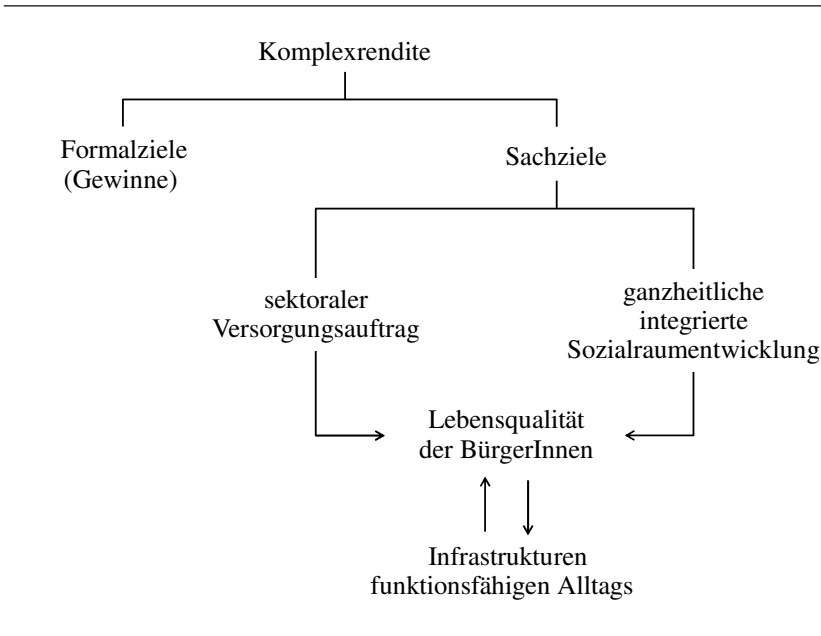 Komplexrendite
Formalziele
(Gewinne)
Sachziele
sektoraler
Versorgungsauftrag
ganzheitliche
integrierte
Sozialraumentwicklung
Lebensqualität
der BürgerInnen
Infrastrukturen
funktionsfähigen Alltags